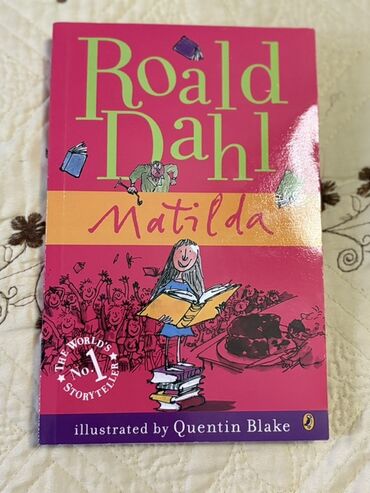 Roald
Dahl
Matilda
THE WORLD'S
No. 1
STORYTELLER
illustrated by Quentin Blake